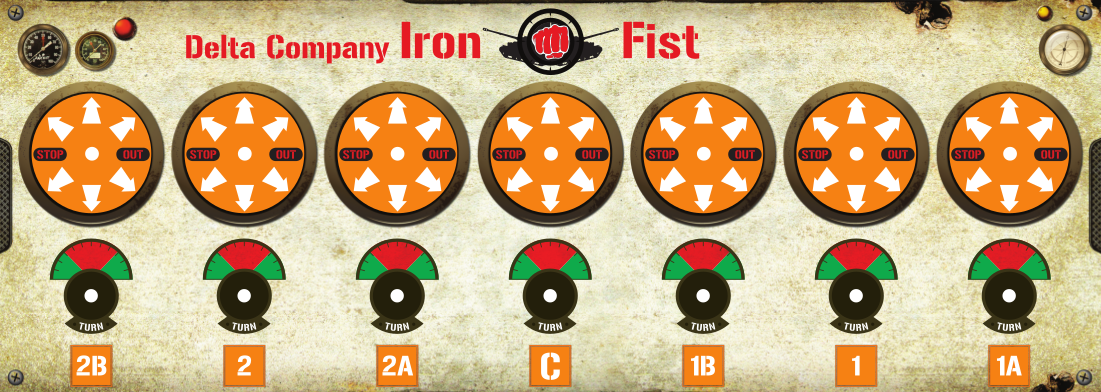 Delta Company Iron Fist
STOP OUT STOP OUT STOP OUT STOP OUT STOP OUT STOP OUT STOP OUT
TURN TURN TURN TURN TURN TURN TURN
2B 2 2A C 1B 1 1A